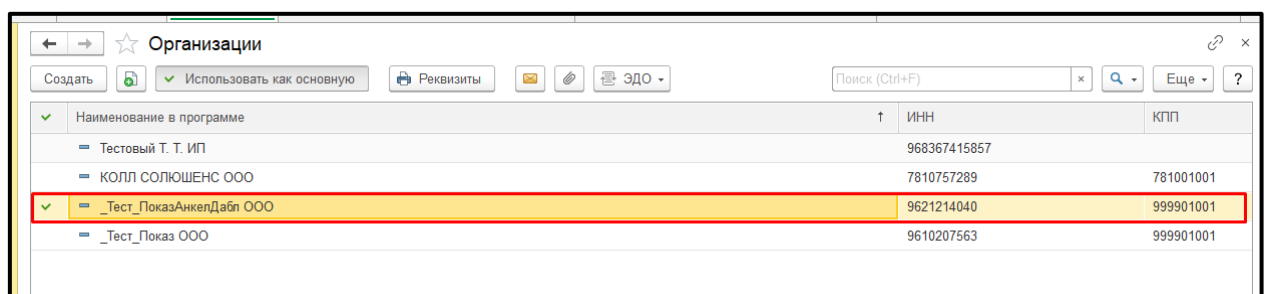 Организации
Создать Использовать как основную Реквизиты ЭДО Поиск (Ctrl+F) × Еще ?
Наименование в программе ↑ ИНН КПП
Тестовый Т. Т. ИП 968367415857
КОЛЛ СОЛЮШЕНС ООО 7810757289 781001001
_Тест_ПоказАнкелДабл ООО 9621214040 999901001
_Тест_Показ ООО 9610207563 999901001